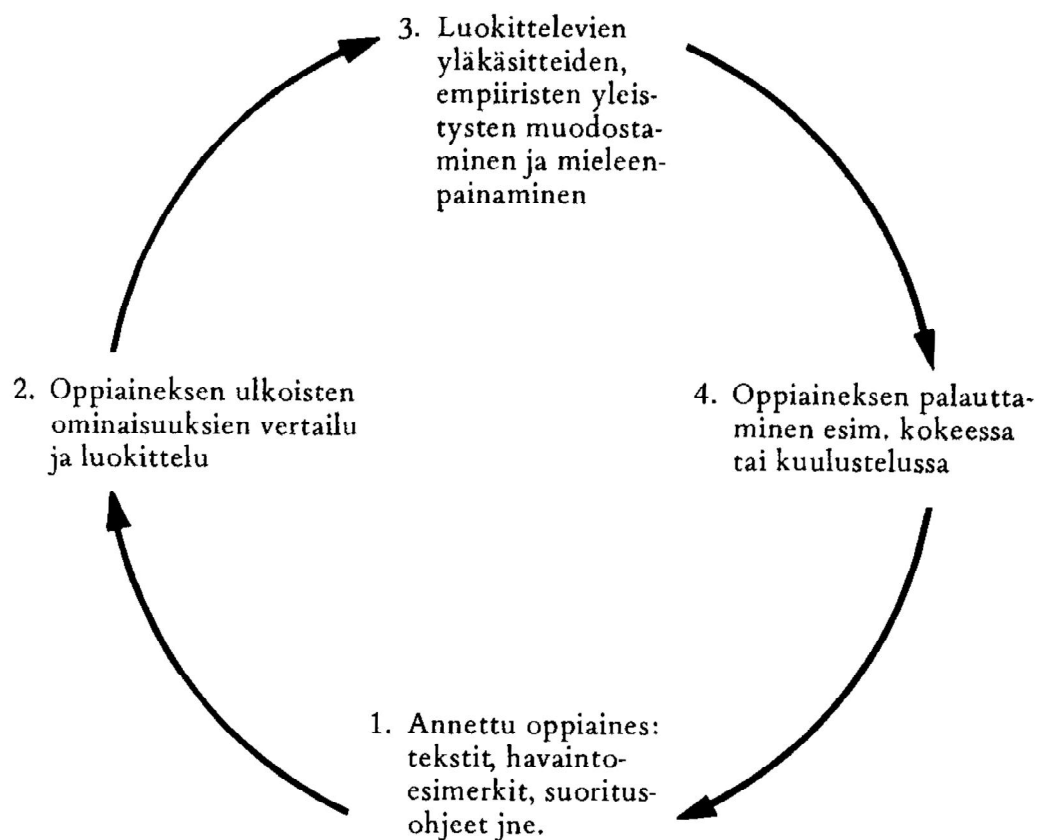 3. Luokittelevien
yläkäsitteiden,
empiiristen yleis-
tysten muodosta-
minen ja mieleen-
painaminen
2. Oppiaineksen ulkoisten
ominaisuuksien vertailu
ja luokittelu
4. Oppiaineksen palautta-
minen esim. kokeessa
tai kuulustelussa
1. Annettu oppiaines:
tekstit, havainto-
esimerkit, suoritus-
ohjeet jne.